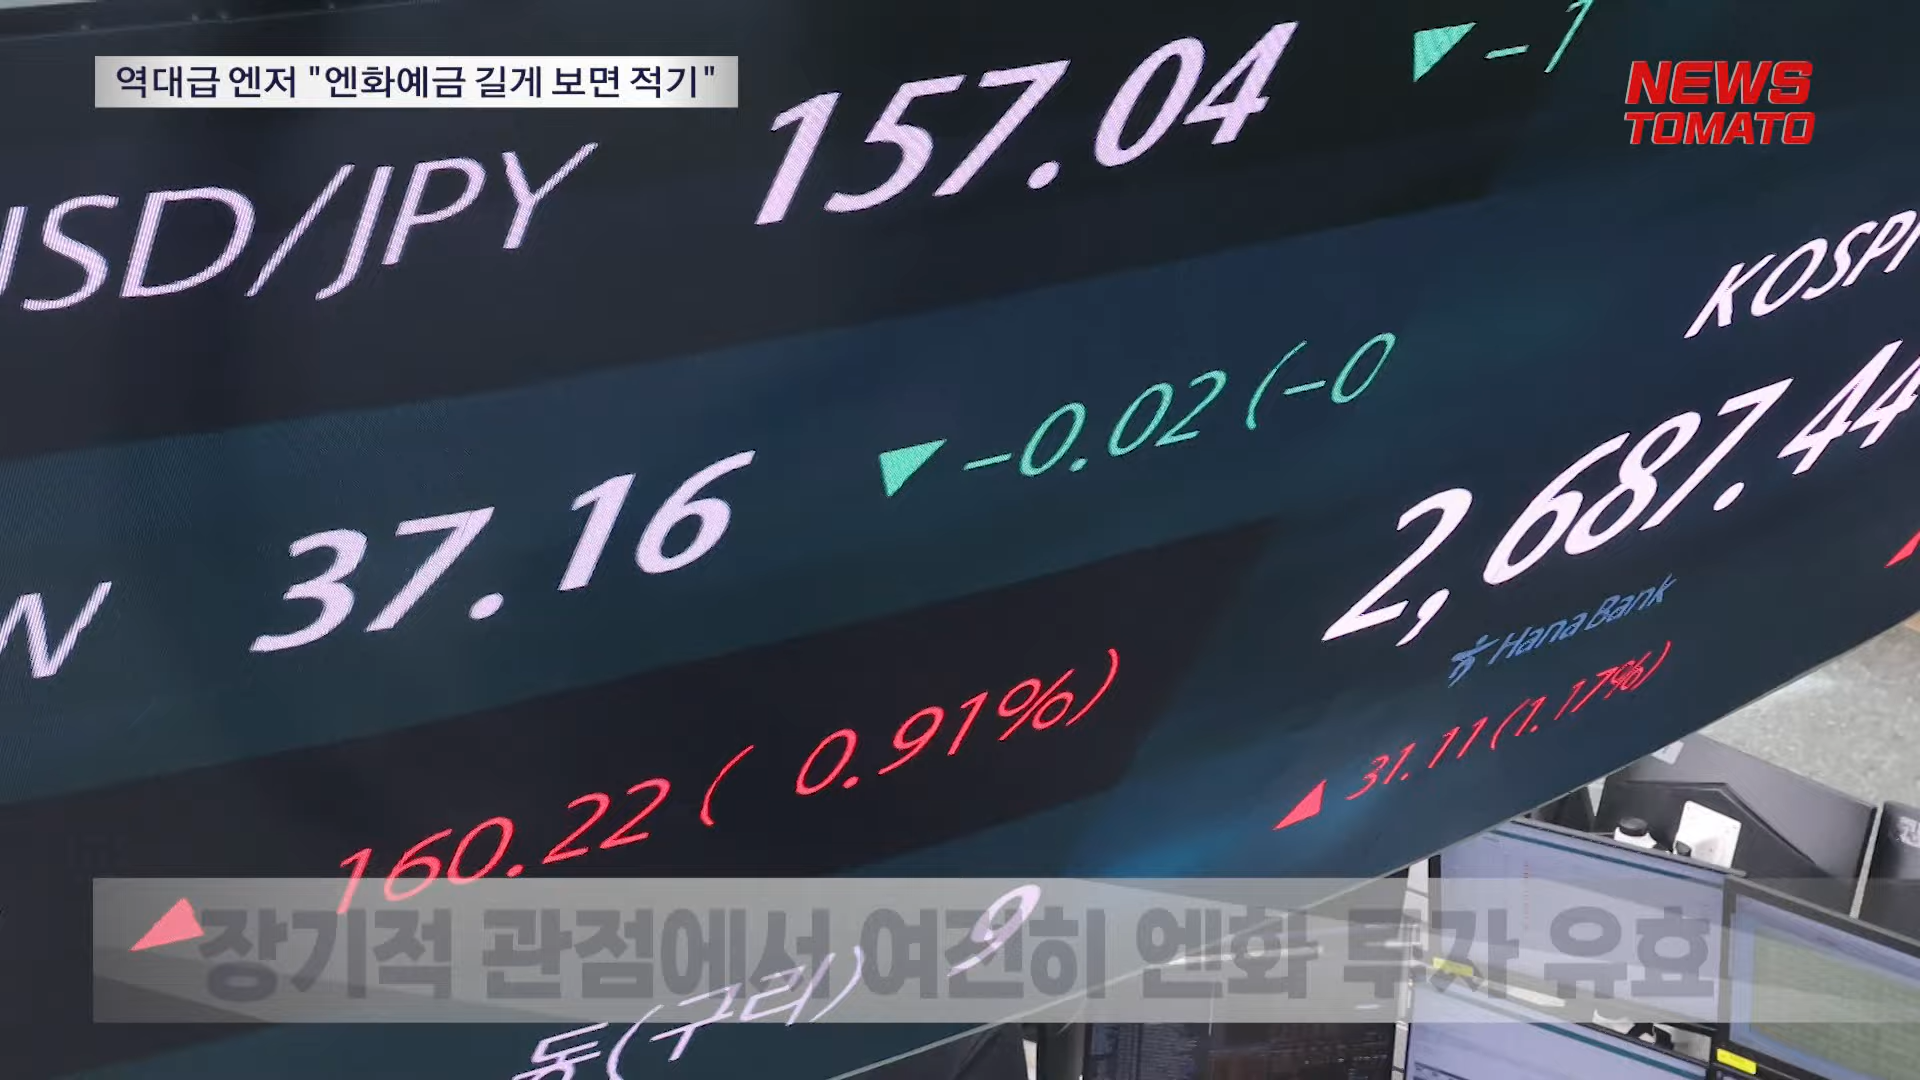 역대급 엔저 "엔화예금 길게 보면 적기"
NEWS
TOMATO
USD/JPY 157.04 ▼-1
37.16 ▼-0.02 (-0
KOSPI
2,687.44
Hana Bank
▲ 31.11 (1.17%)
▲ 160.22 ( 0.91%)
장기적 관점에서 여전히 엔화 투자 유효
동(구리) 9